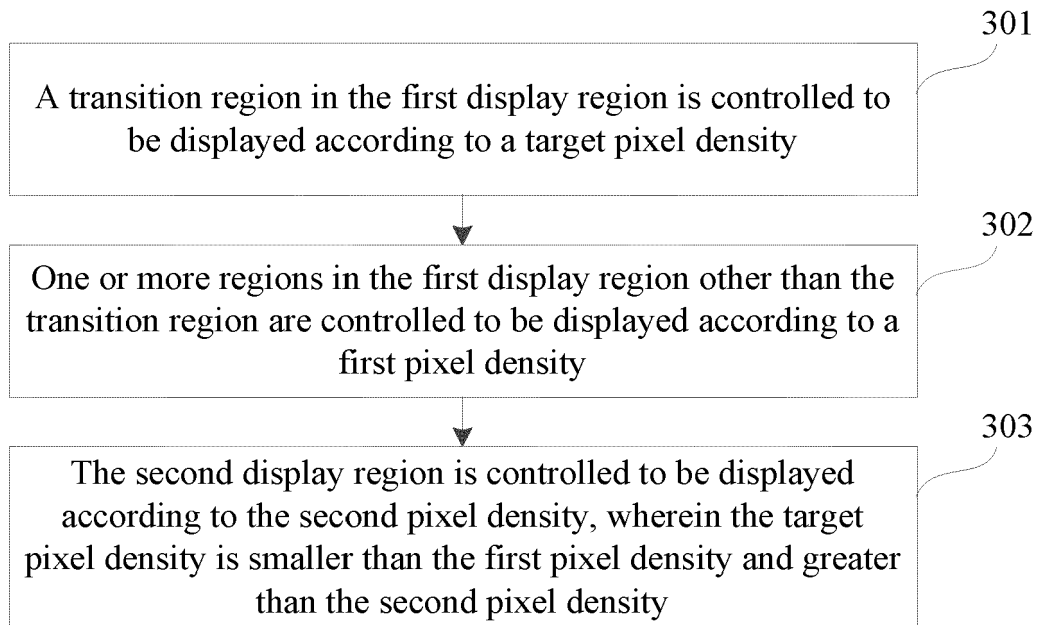 301
A transition region in the first display region is controlled to
be displayed according to a target pixel density
302
One or more regions in the first display region other than the
transition region are controlled to be displayed according to a
first pixel density
303
The second display region is controlled to be displayed
according to the second pixel density, wherein the target
pixel density is smaller than the first pixel density and greater
than the second pixel density